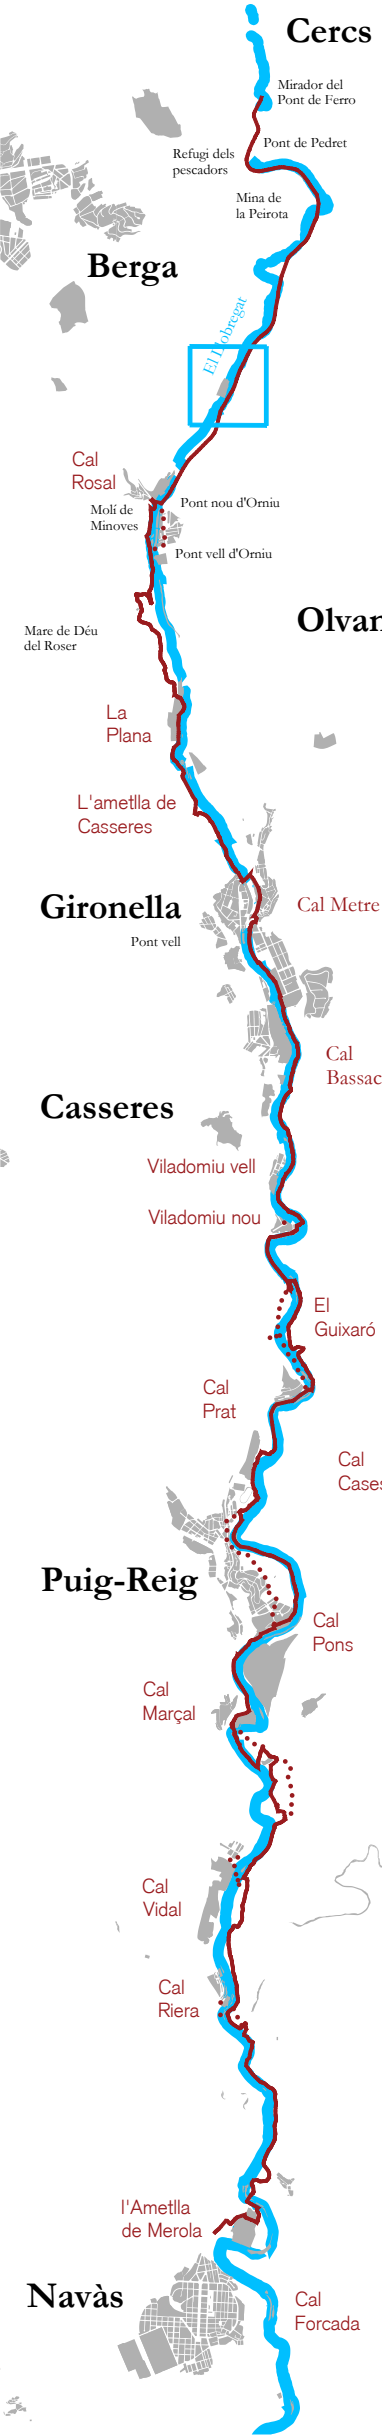 Cercs
Mirador del
Pont de Ferro
Pont de Pedret
Refugi dels
pescadors
Mina de
la Peirota
Berga
El Llobregat
Cal
Rosal
Molí de
Minoves
Pont nou d'Orniu
Pont vell d'Orniu
Olvan
Mare de Déu
del Roser
La
Plana
L'ametlla de
Casseres
Gironella
Cal Metre
Pont vell
Cal
Bassac
Casseres
Viladomiu vell
Viladomiu nou
El
Guixaró
Cal
Prat
Cal
Cases
Puig-Reig
Cal
Pons
Cal
Marçal
Cal
Vidal
Cal
Riera
l'Ametlla
de Merola
Navàs
Cal
Forcada